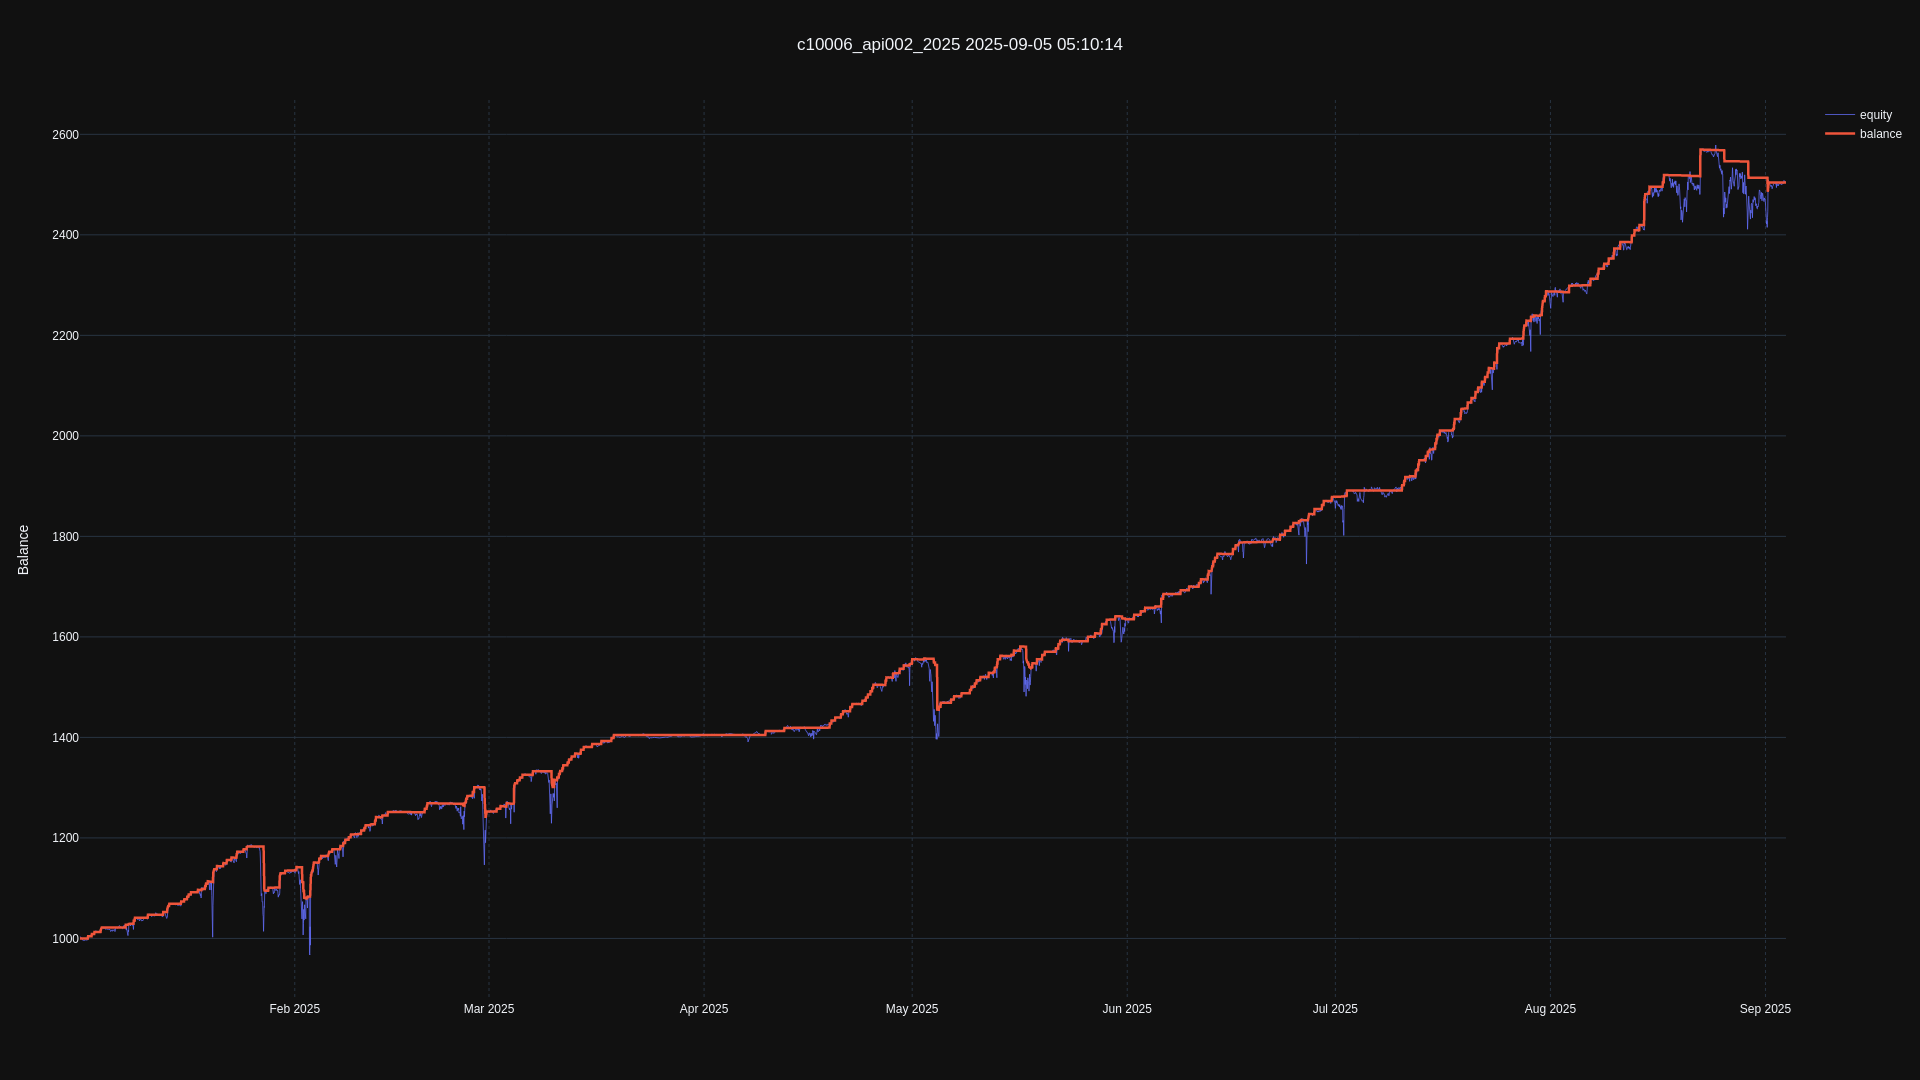 c10006_api002_2025 2025-09-05 05:10:14
equity
balance
2600
2400
2200
2000
1800
1600
1400
1200
1000
Balance
Feb 2025
Mar 2025
Apr 2025
May 2025
Jun 2025
Jul 2025
Aug 2025
Sep 2025